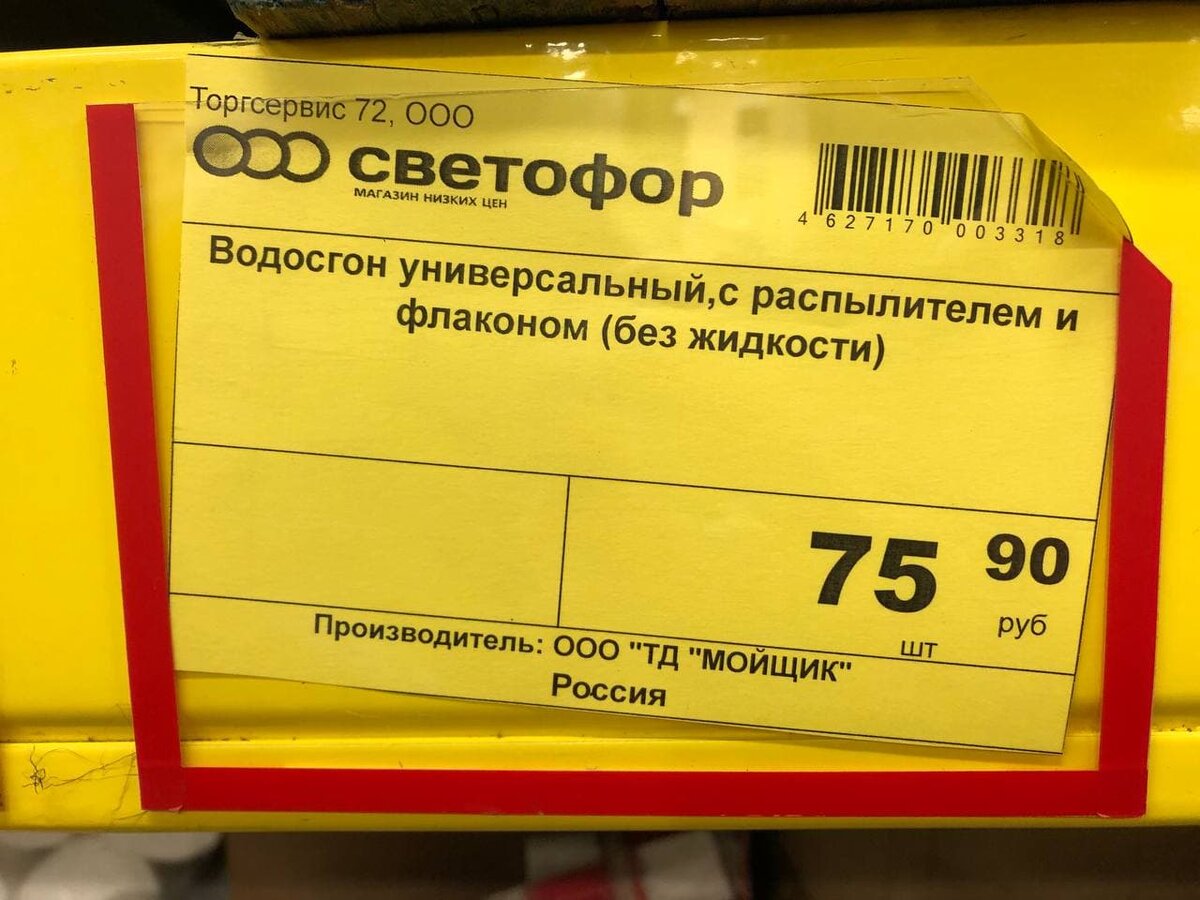 Торгсервис 72, ООО
светофор
МАГАЗИН НИЗКИХ ЦЕН
4 627170 003318
Водосгон универсальный,с распылителем и
флаконом (без жидкости)
75 90
шт руб
Производитель: ООО "ТД "МОЙЩИК"
Россия